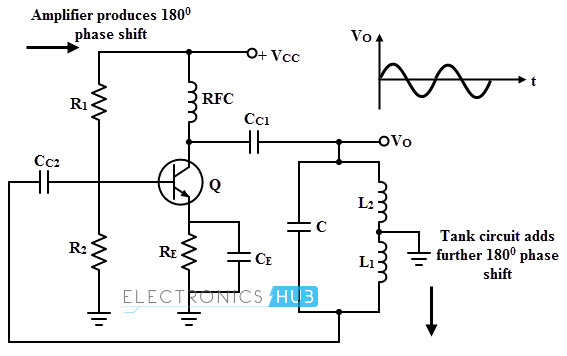 Amplifier produces 180⁰
phase shift
+ VCC
VO
t
R1
RFC
CC1
VO
CC2
Q
L2
C
R2
RE
CE
L1
Tank circuit adds
further 180⁰ phase
shift
ELECTRONICS HUB